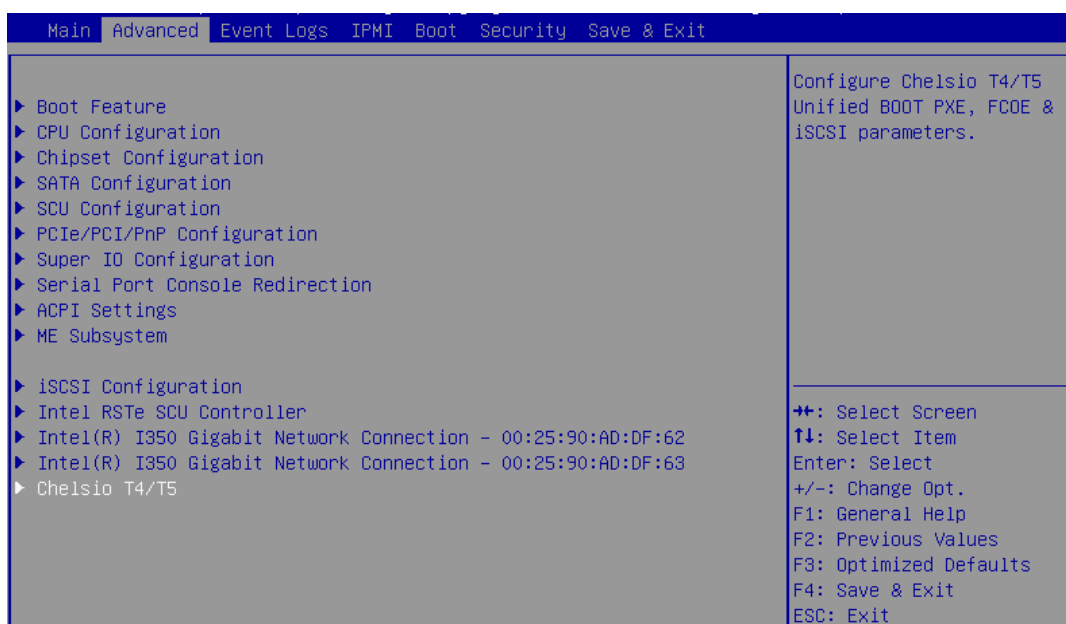 Main Advanced Event Logs IPMI Boot Security Save & Exit
Boot Feature
CPU Configuration
Chipset Configuration
SATA Configuration
SCU Configuration
PCIe/PCI/PnP Configuration
Super IO Configuration
Serial Port Console Redirection
ACPI Settings
ME Subsystem
iSCSI Configuration
Intel RSTe SCU Controller
Intel(R) I350 Gigabit Network Connection - 00:25:90:AD:DF:62
Intel(R) I350 Gigabit Network Connection - 00:25:90:AD:DF:63
Chelsio T4/T5
Configure Chelsio T4/T5
Unified BOOT PXE, FCOE &
iSCSI parameters.
→←: Select Screen
↑↓: Select Item
Enter: Select
+/-: Change Opt.
F1: General Help
F2: Previous Values
F3: Optimized Defaults
F4: Save & Exit
ESC: Exit